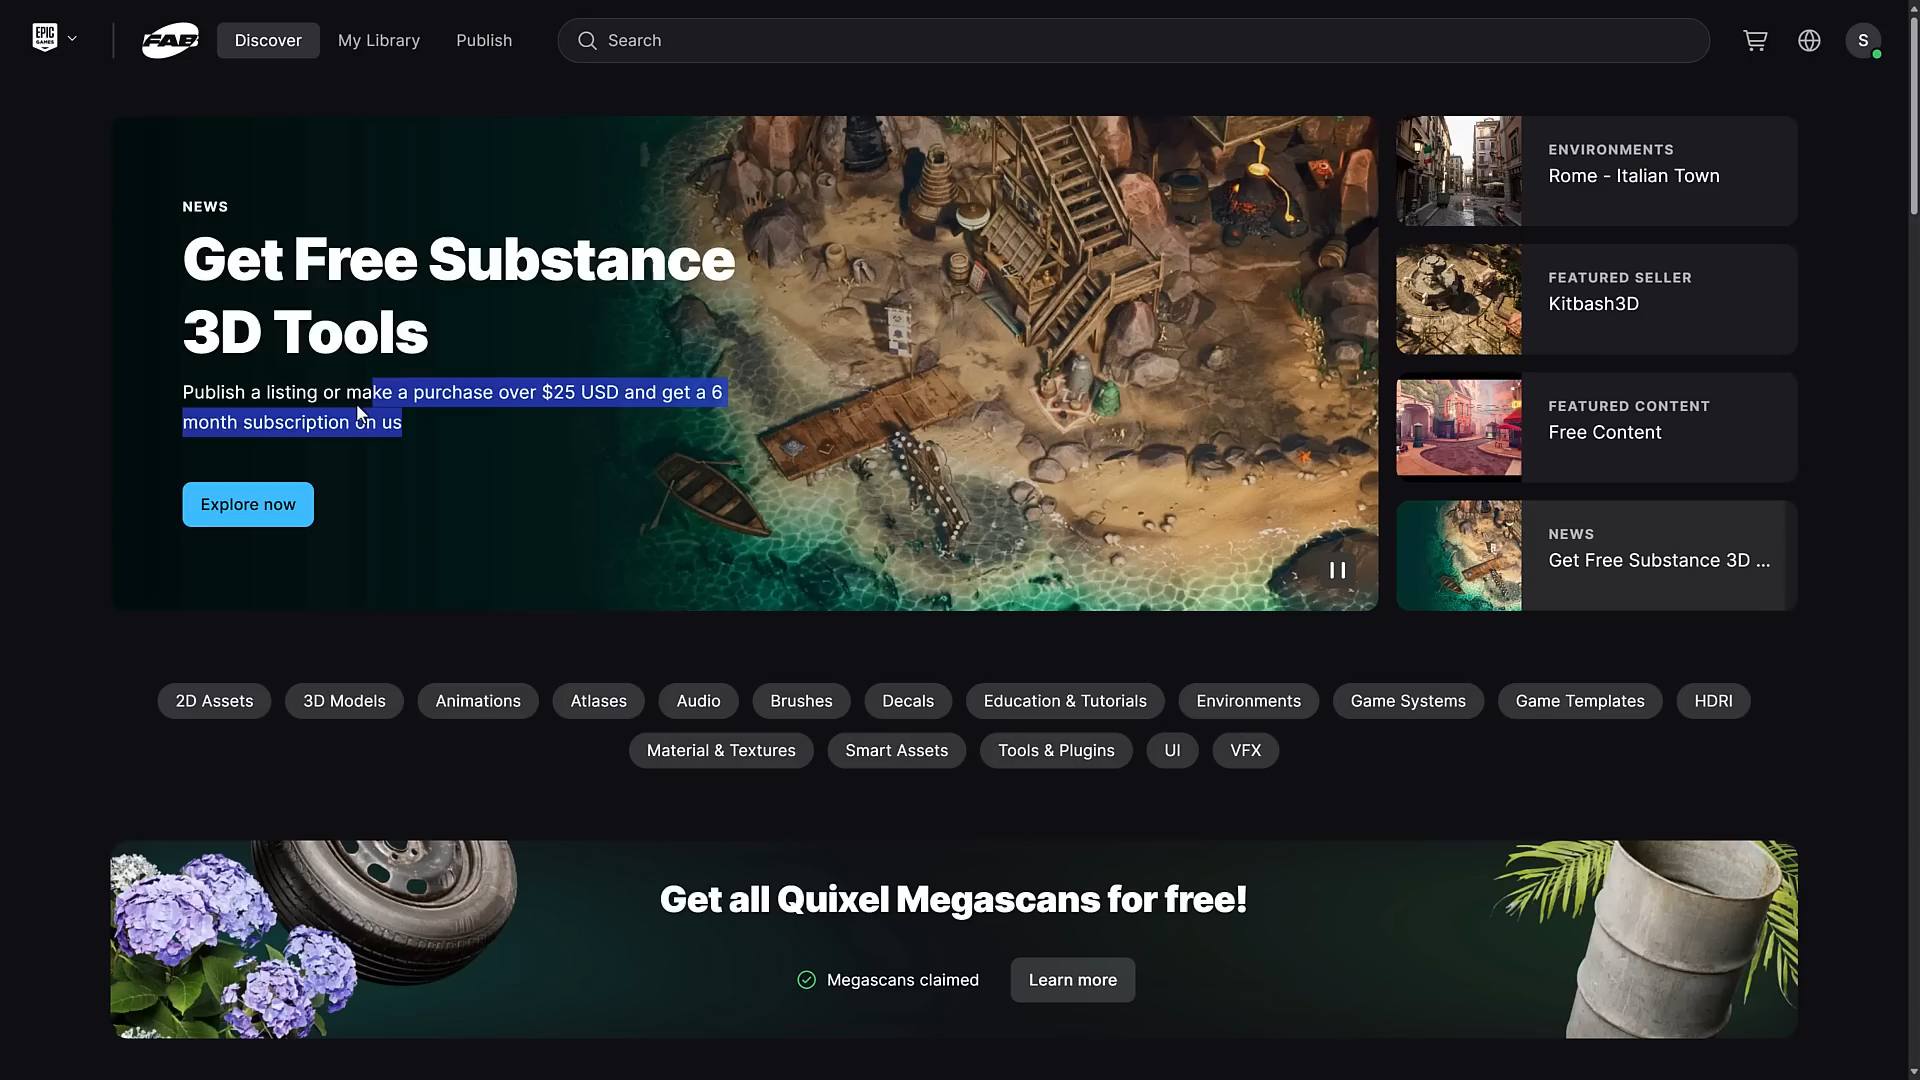 EPIC
GAMES
FAB
Discover
My Library
Publish
Search
S
NEWS
Get Free Substance
3D Tools
Publish a listing or make a purchase over $25 USD and get a 6
month subscription on us
Explore now
ENVIRONMENTS
Rome - Italian Town
FEATURED SELLER
Kitbash3D
FEATURED CONTENT
Free Content
NEWS
Get Free Substance 3D ...
2D Assets
3D Models
Animations
Atlases
Audio
Brushes
Decals
Education & Tutorials
Environments
Game Systems
Game Templates
HDRI
Material & Textures
Smart Assets
Tools & Plugins
UI
VFX
Get all Quixel Megascans for free!
Megascans claimed
Learn more